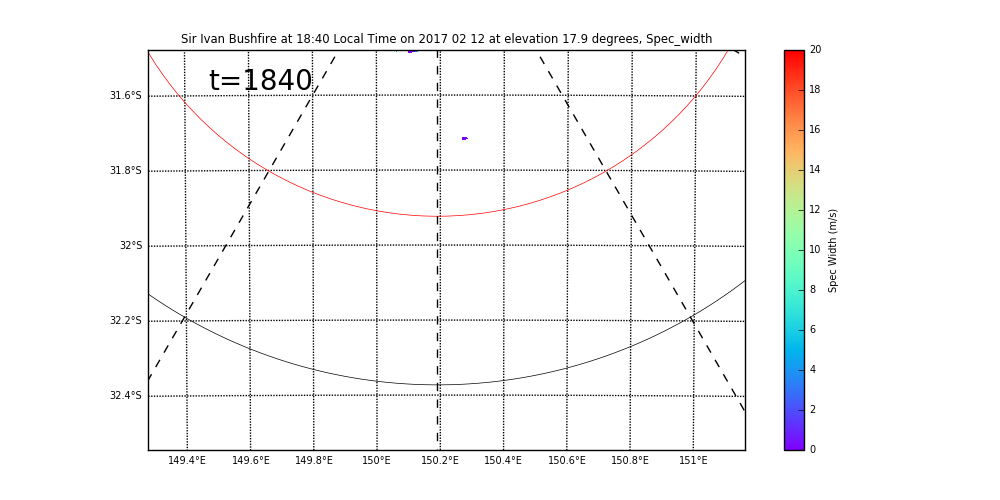 Sir Ivan Bushfire at 18:40 Local Time on 2017 02 12 at elevation 17.9 degrees, Spec_width
t=1840
31.6°S
31.8°S
32°S
32.2°S
32.4°S
149.4°E 149.6°E 149.8°E 150°E 150.2°E 150.4°E 150.6°E 150.8°E 151°E
20
18
16
14
12
10
8
6
4
2
0
Spec Width (m/s)